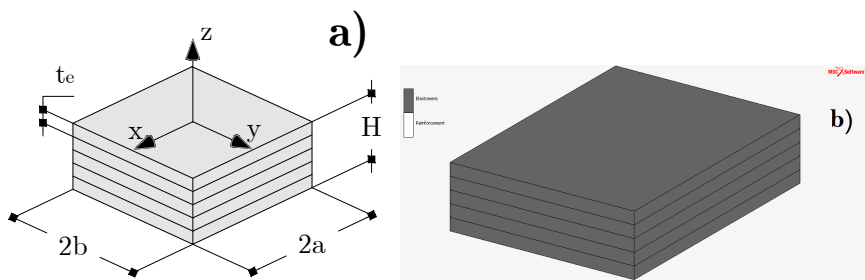 a)
z
te
x
y
H
2b
2a
MSC Software
Elastomeric
Reinforcement
b)